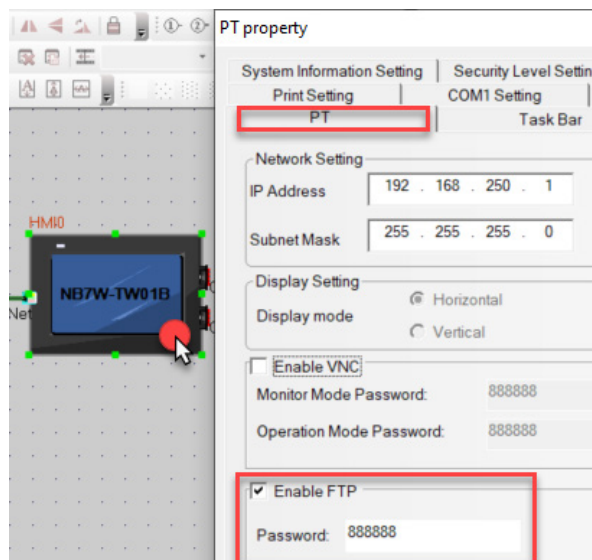 PT property
System Information Setting
Security Level Settin
Print Setting
COM1 Setting
PT
Task Bar
Network Setting
IP Address 192 . 168 . 250 . 1
Subnet Mask 255 . 255 . 255 . 0
HMI0
NB7W-TW01B
Net
Display Setting
Display mode
Horizontal
Vertical
Enable VNC
Monitor Mode Password: 888888
Operation Mode Password: 888888
Enable FTP
Password: 888888